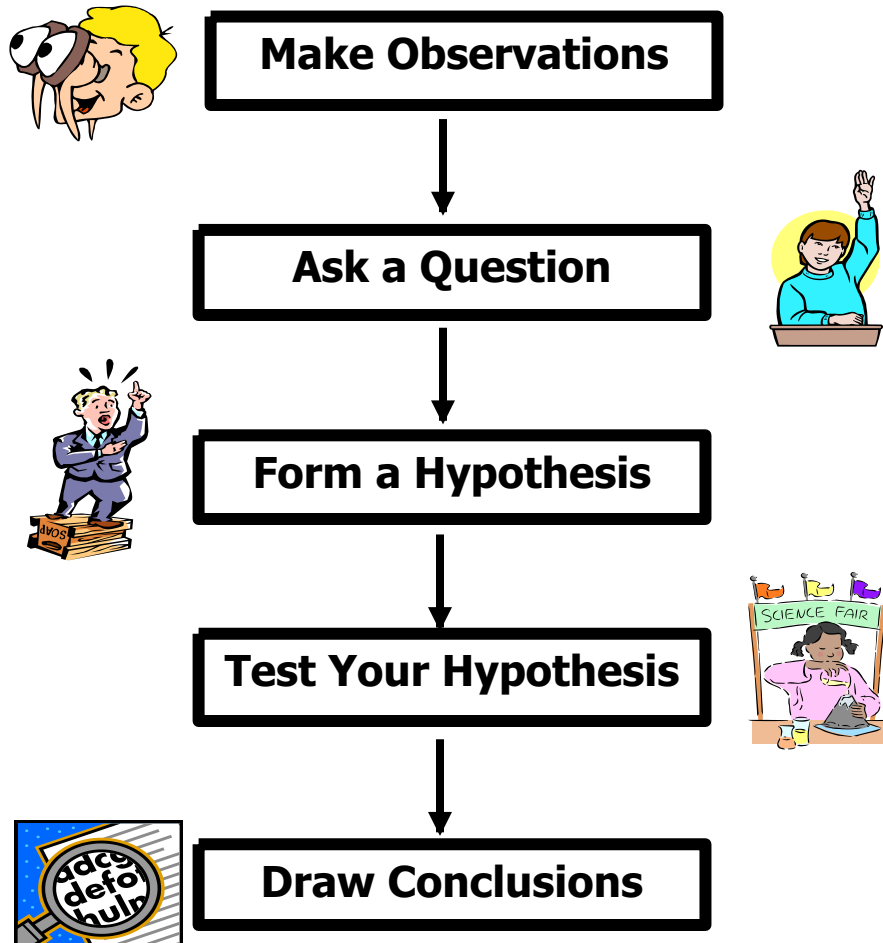 Make Observations
Ask a Question
Form a Hypothesis
SOAP
Test Your Hypothesis
SCIENCE FAIR
Draw Conclusions